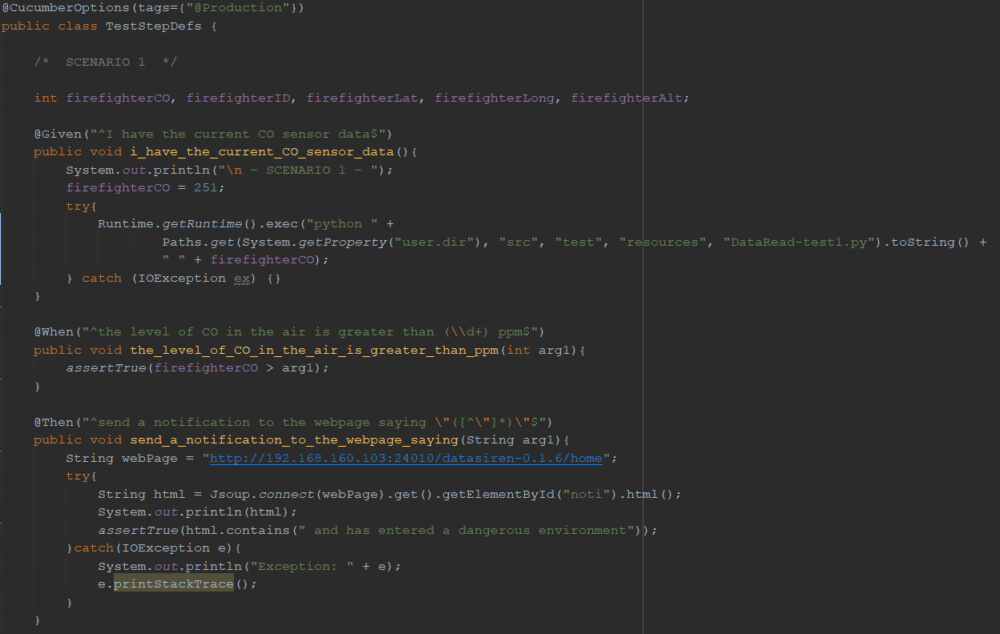 @CucumberOptions(tags={"@Production"})
public class TestStepDefs {
/*  SCENARIO 1  */
int firefighterCO, firefighterID, firefighterLat, firefighterLong, firefighterAlt;
@Given("^I have the current CO sensor data$")
public void i_have_the_current_CO_sensor_data(){
System.out.println("\n - SCENARIO 1 - ");
firefighterCO = 251;
try{
Runtime.getRuntime().exec("python " +
Paths.get(System.getProperty("user.dir"), "src", "test", "resources", "DataRead-test1.py").toString() +
" " + firefighterCO);
} catch (IOException ex) {}
}
@When("^the level of CO in the air is greater than (\\d+) ppm$")
public void the_level_of_CO_in_the_air_is_greater_than_ppm(int arg1){
assertTrue(firefighterCO > arg1);
}
@Then("^send a notification to the webpage saying \"([^\"]*)\"$")
public void send_a_notification_to_the_webpage_saying(String arg1){
String webPage = "http://192.168.160.103:24010/datasiren-0.1.6/home";
try{
String html = Jsoup.connect(webPage).get().getElementById("noti").html();
System.out.println(html);
assertTrue(html.contains(" and has entered a dangerous environment"));
}catch(IOException e){
System.out.println("Exception: " + e);
e.printStackTrace();
}
}